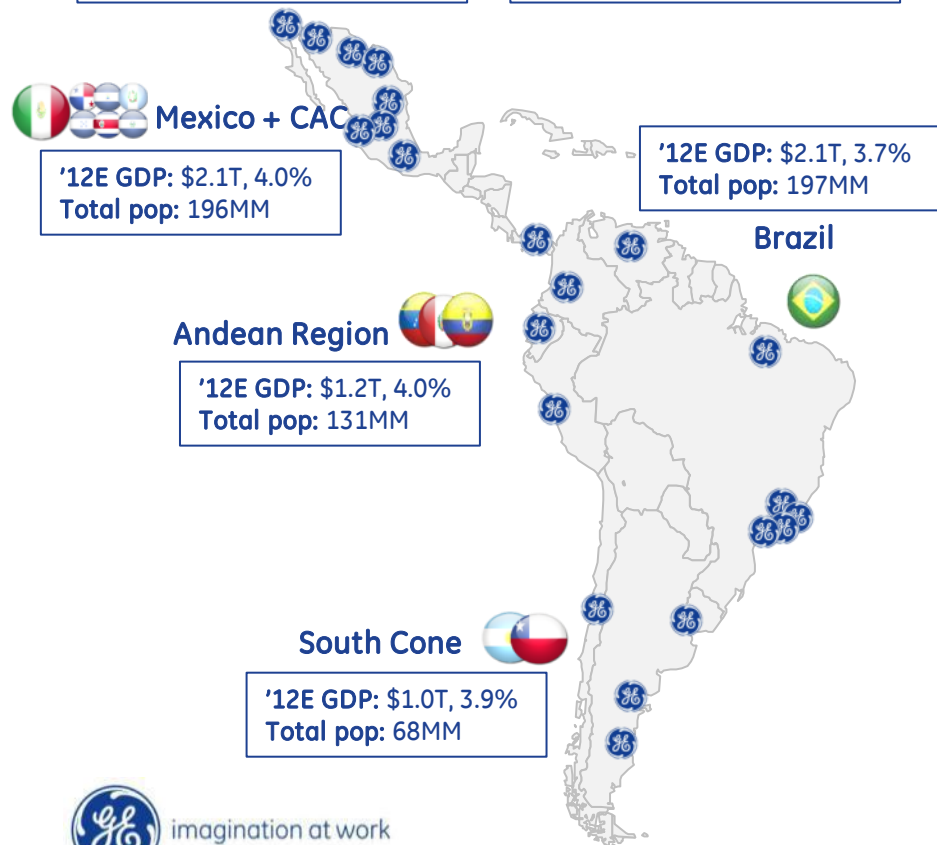 Mexico + CAC
'12E GDP: $2.1T, 4.0%
Total pop: 196MM
'12E GDP: $2.1T, 3.7%
Total pop: 197MM
Brazil
Andean Region
'12E GDP: $1.2T, 4.0%
Total pop: 131MM
South Cone
'12E GDP: $1.0T, 3.9%
Total pop: 68MM
GE imagination at work